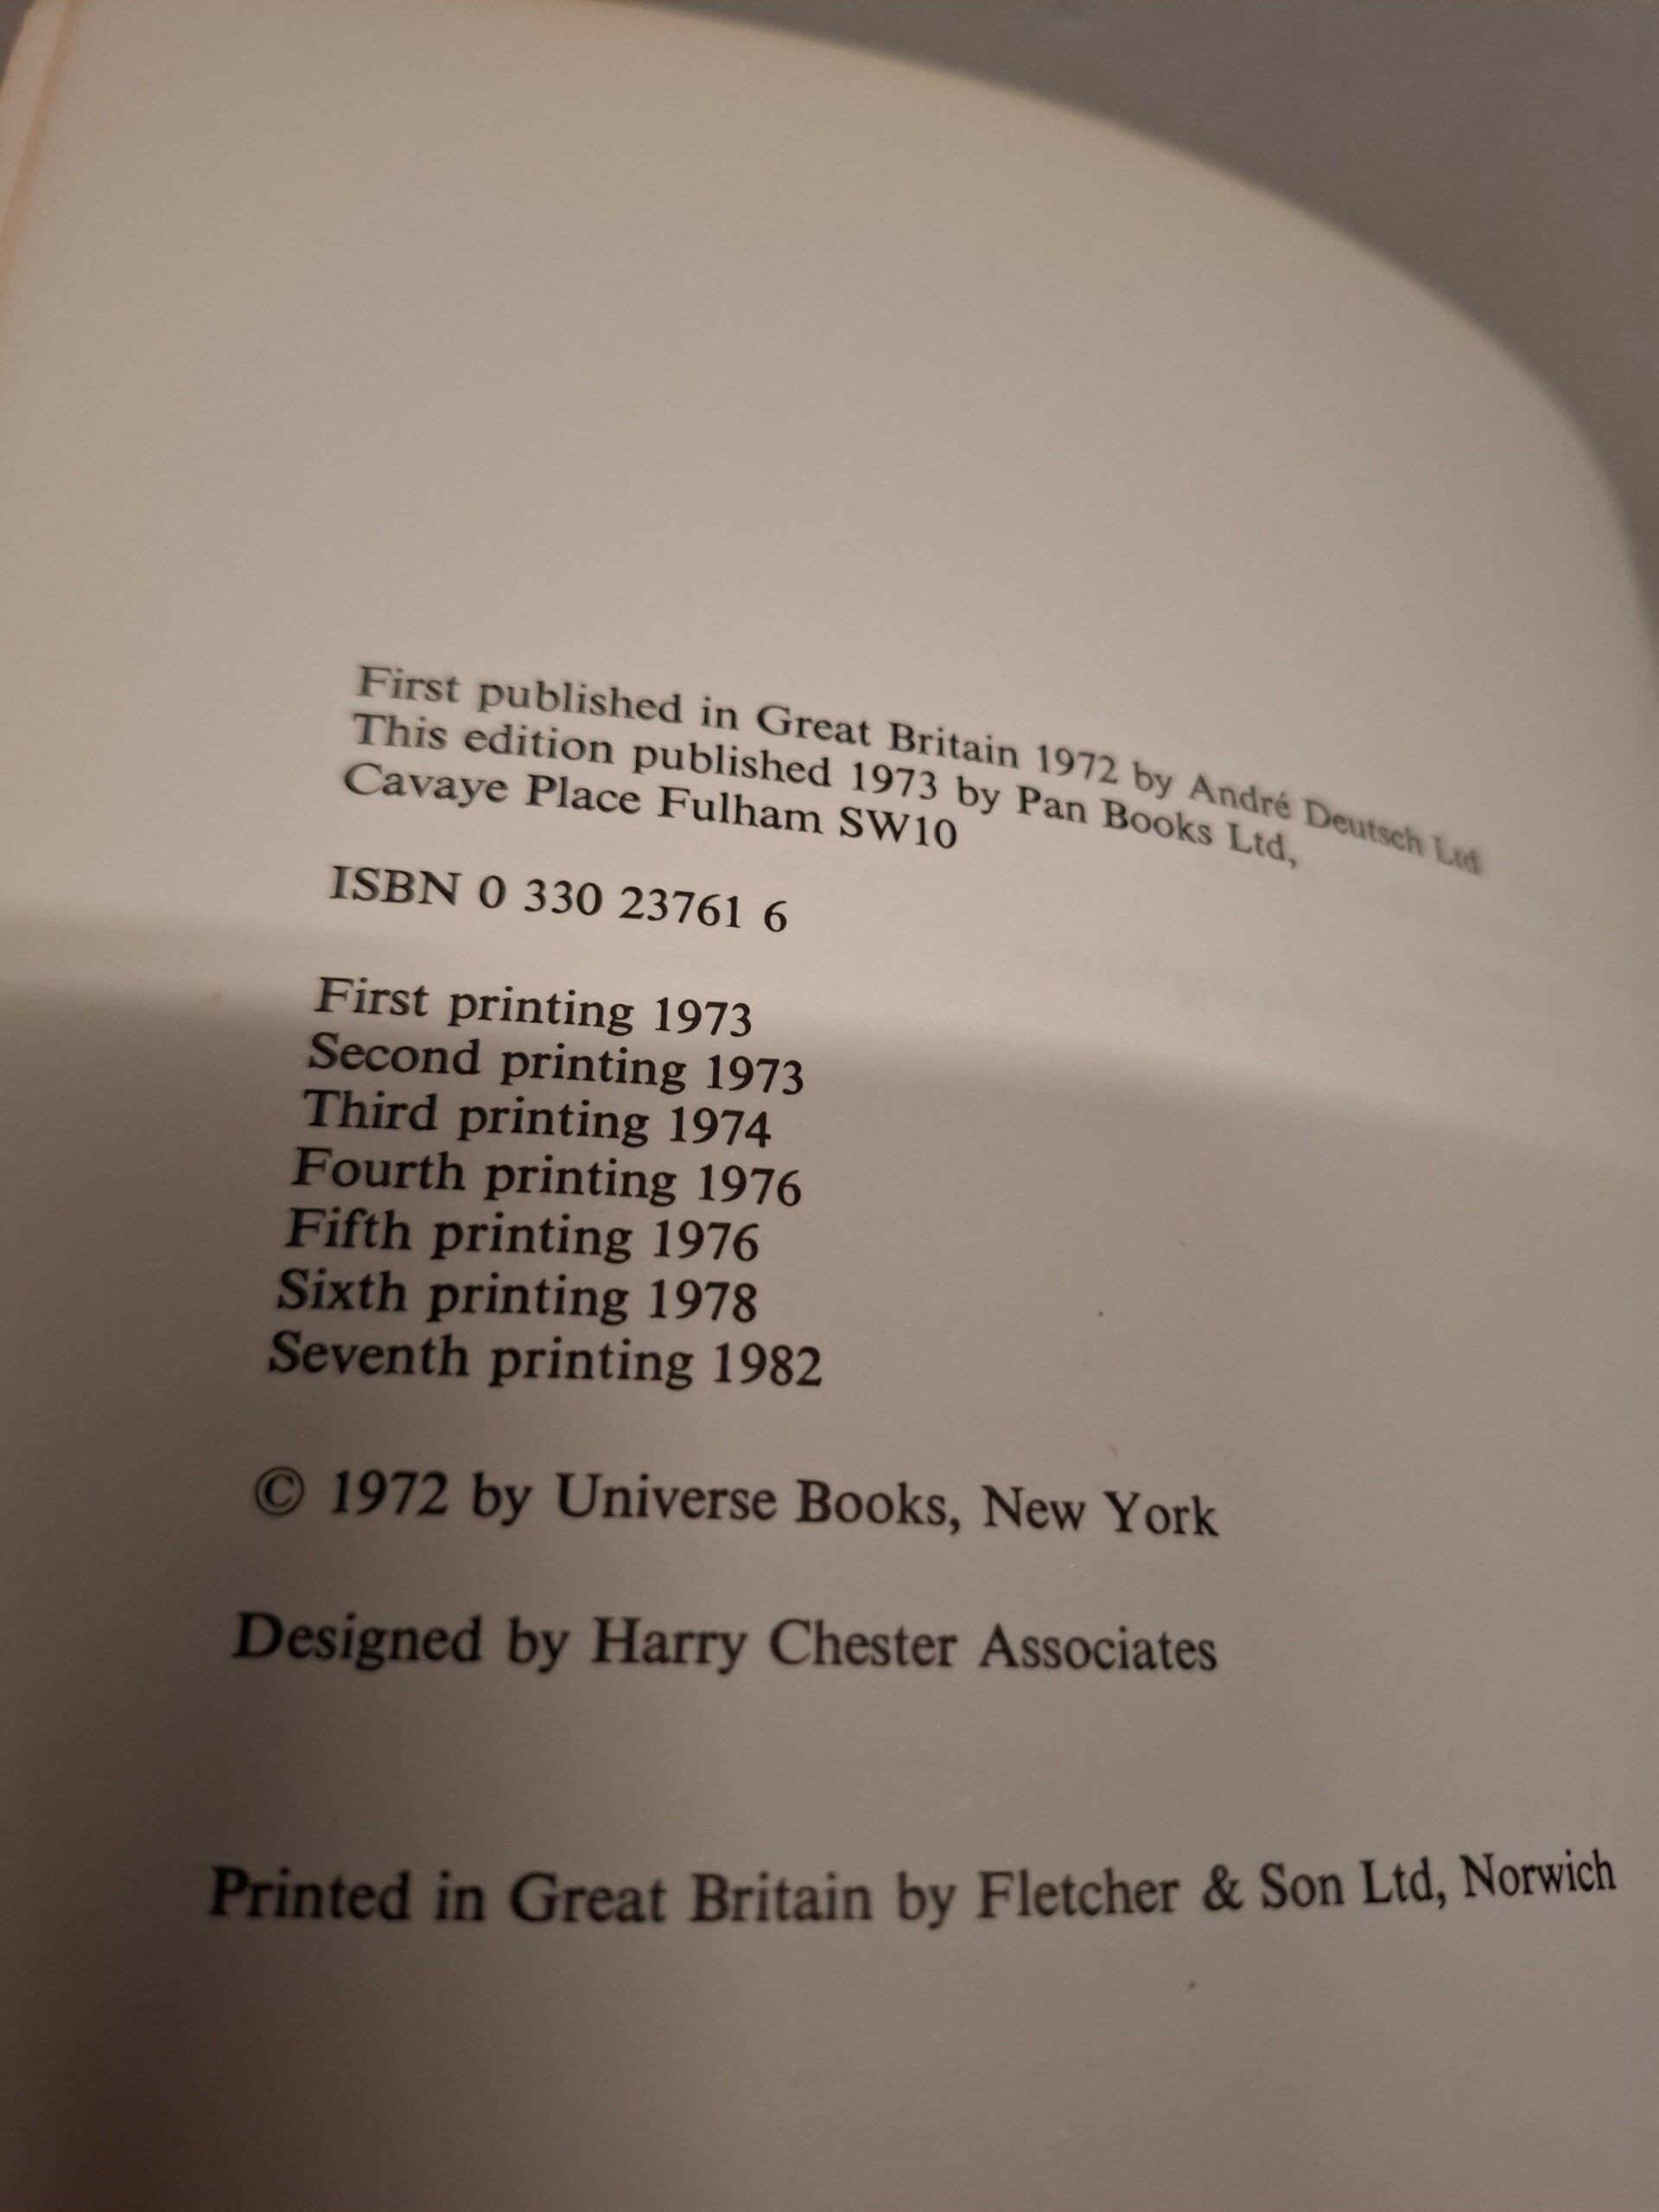 First published in Great Britain 1972 by André Deutsch Ltd
This edition published 1973 by Pan Books Ltd,
Cavaye Place Fulham SW10
ISBN 0 330 23761 6
First printing 1973
Second printing 1973
Third printing 1974
Fourth printing 1976
Fifth printing 1976
Sixth printing 1978
Seventh printing 1982
© 1972 by Universe Books, New York
Designed by Harry Chester Associates
Printed in Great Britain by Fletcher & Son Ltd, Norwich